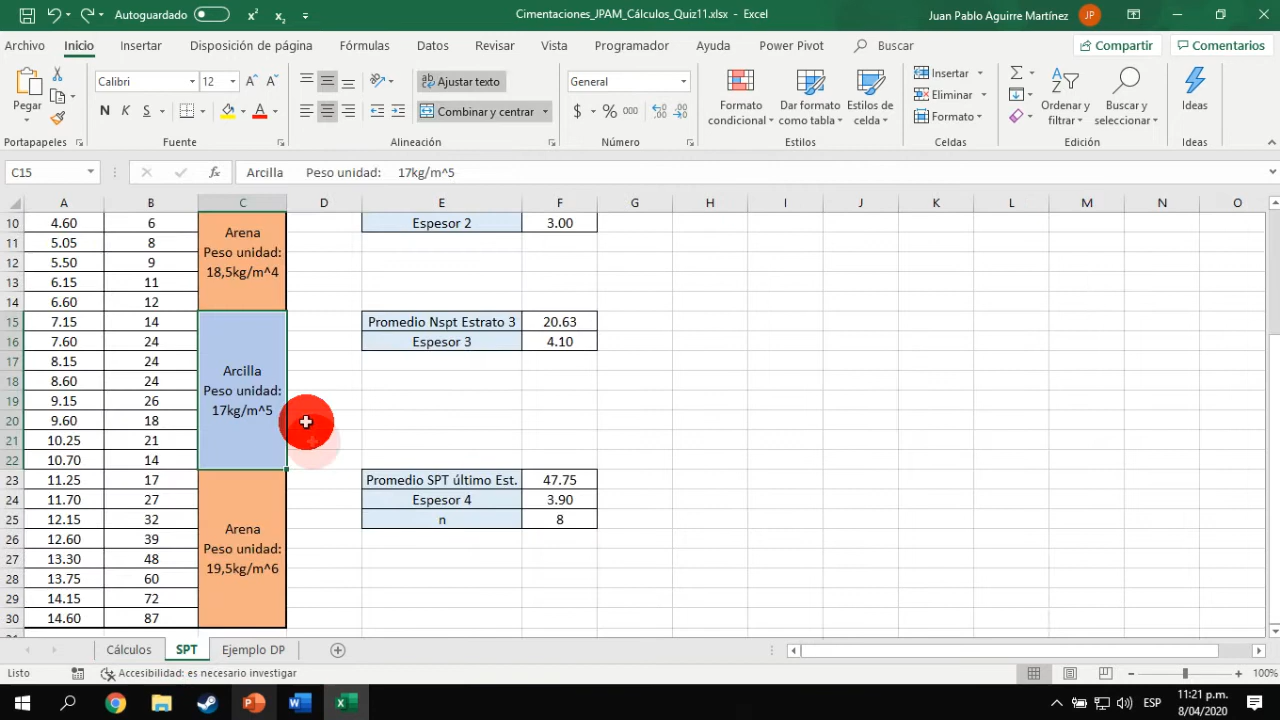 Autoguardado
Cimentaciones_JPAM_Cálculos_Quiz11.xlsx - Excel
Juan Pablo Aguirre Martínez
JP
Archivo Inicio Insertar Disposición de página Fórmulas Datos Revisar Vista Programador Ayuda Power Pivot Buscar Compartir Comentarios
Pegar
Calibri 12
N K S
Ajustar texto
Combinar y centrar
General
$ % 000
Formato condicional
Dar formato como tabla
Estilos de celda
Insertar
Eliminar
Formato
Ordenar y filtrar
Buscar y seleccionar
Ideas
Portapapeles Fuente Alineación Número Estilos Celdas Edición Ideas
C15 fx Arcilla Peso unidad: 17kg/m^5
A B C D E F G H I J K L M N O
10 4.60 6 Espesor 2 3.00
Arena
11 5.05 8
Peso unidad:
12 5.50 9
18,5kg/m^4
13 6.15 11
14 6.60 12
15 7.15 14 Promedio Nspt Estrato 3 20.63
16 7.60 24 Espesor 3 4.10
17 8.15 24
Arcilla
18 8.60 24
Peso unidad:
19 9.15 26
17kg/m^5
20 9.60 18
21 10.25 21
22 10.70 14
23 11.25 17 Promedio SPT último Est. 47.75
24 11.70 27 Espesor 4 3.90
25 12.15 32 n 8
Arena
26 12.60 39
Peso unidad:
27 13.30 48
19,5kg/m^6
28 13.75 60
29 14.15 72
30 14.60 87
Cálculos SPT Ejemplo DP
Listo Accesibilidad: es necesario investigar 100%
ESP
11:21 p.m.
8/04/2020